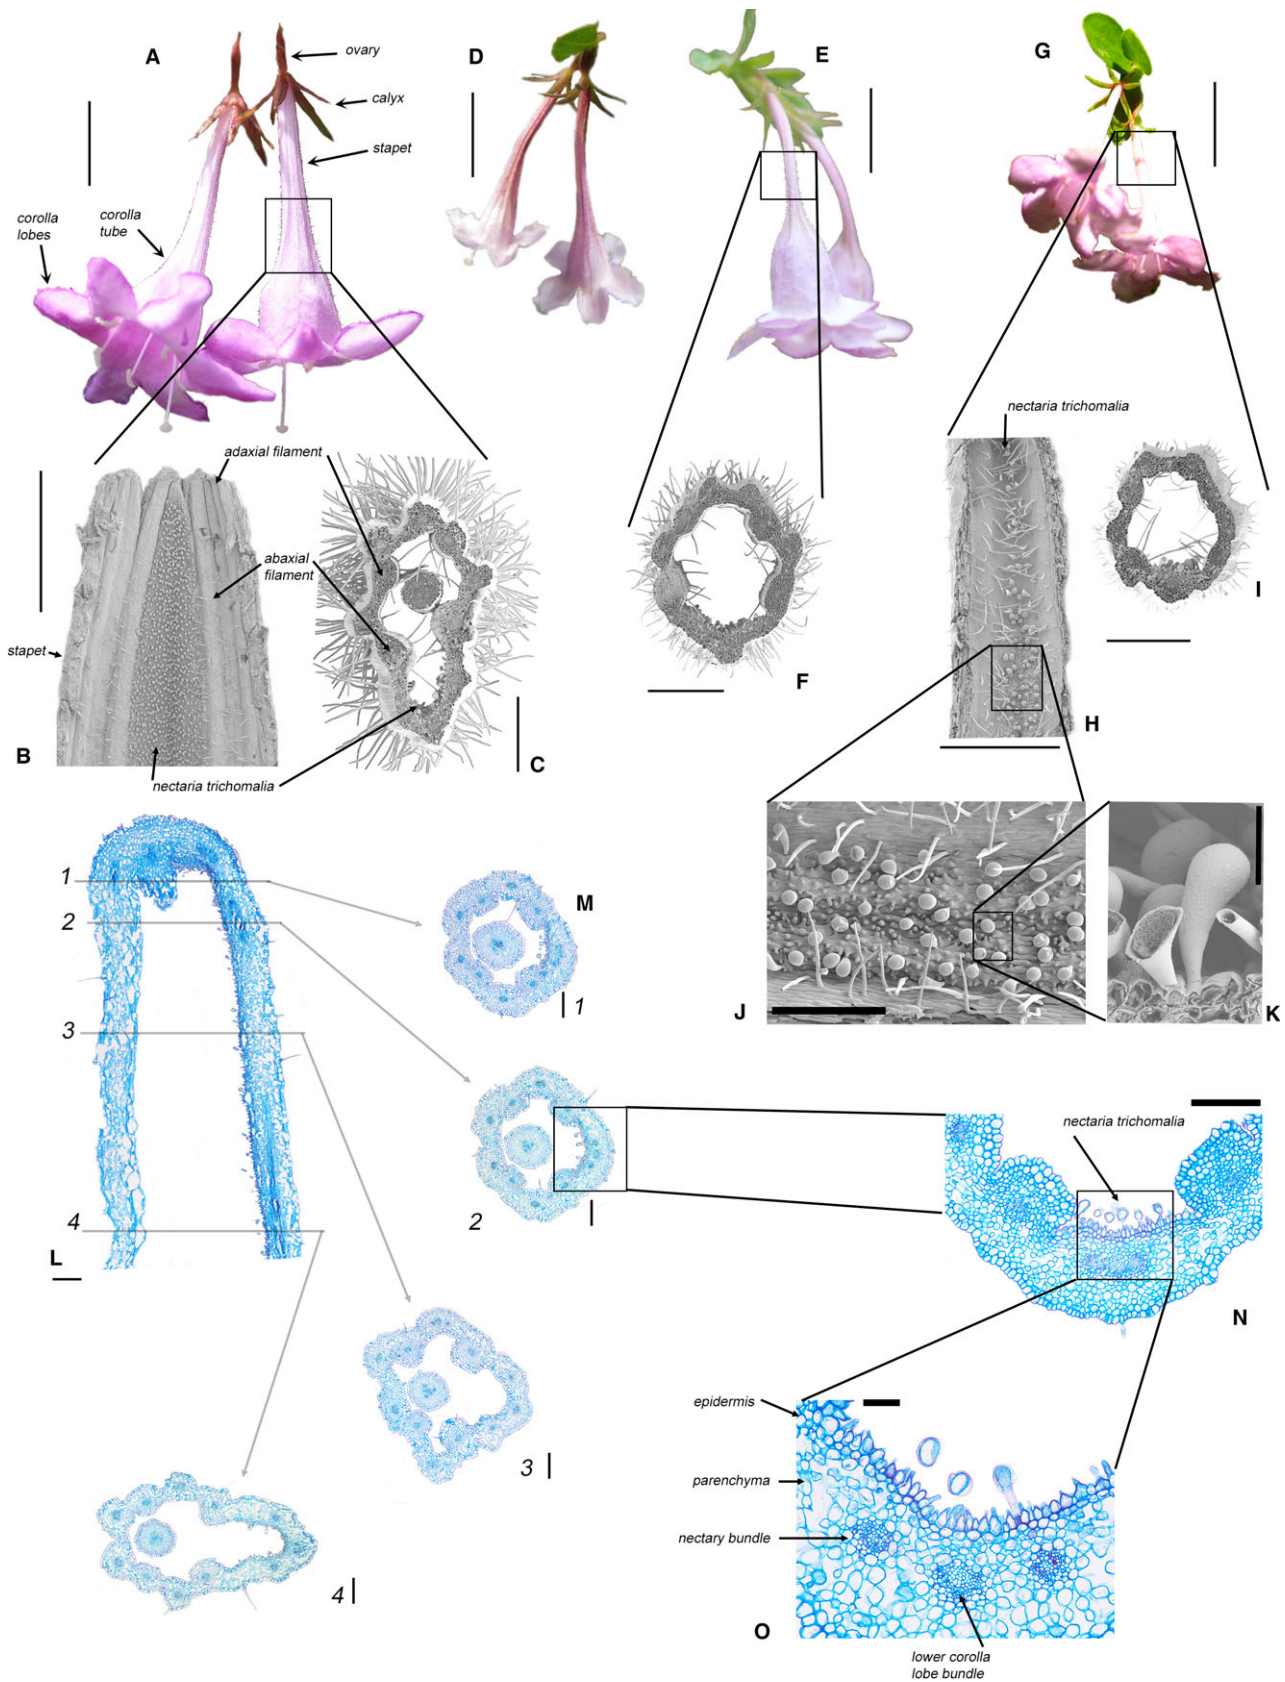 A
ovary
D
E
G
calyx
stapet
corolla
lobes
corolla
tube
nectaria trichomalia
adaxial filament
abaxial
filament
I
stapet
F
H
B
C
nectaria trichomalia
1
M
2
1
J
K
3
nectaria trichomalia
2
4
L
N
epidermis
3
parenchyma
nectary bundle
4
O
lower corolla
lobe bundle